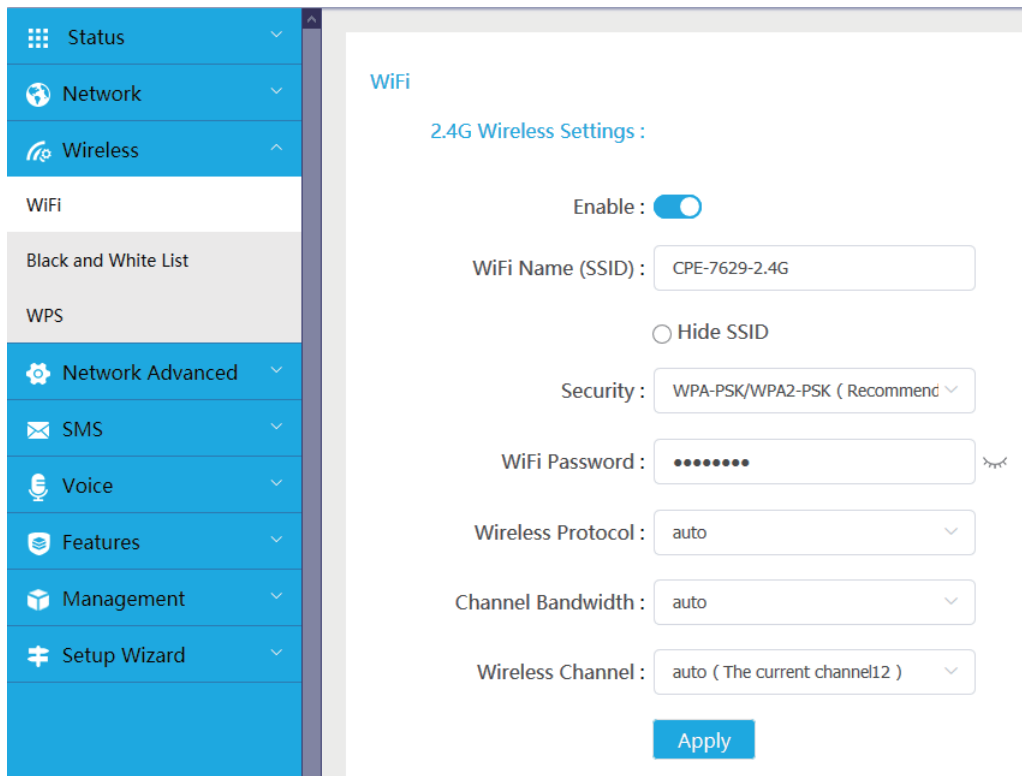 Status
Network
Wireless
WiFi
Black and White List
WPS
Network Advanced
SMS
Voice
Features
Management
Setup Wizard
WiFi
2.4G Wireless Settings :
Enable :
WiFi Name (SSID) : CPE-7629-2.4G
Hide SSID
Security : WPA-PSK/WPA2-PSK ( Recommend
WiFi Password : ••••••••
Wireless Protocol : auto
Channel Bandwidth : auto
Wireless Channel : auto ( The current channel12 )
Apply